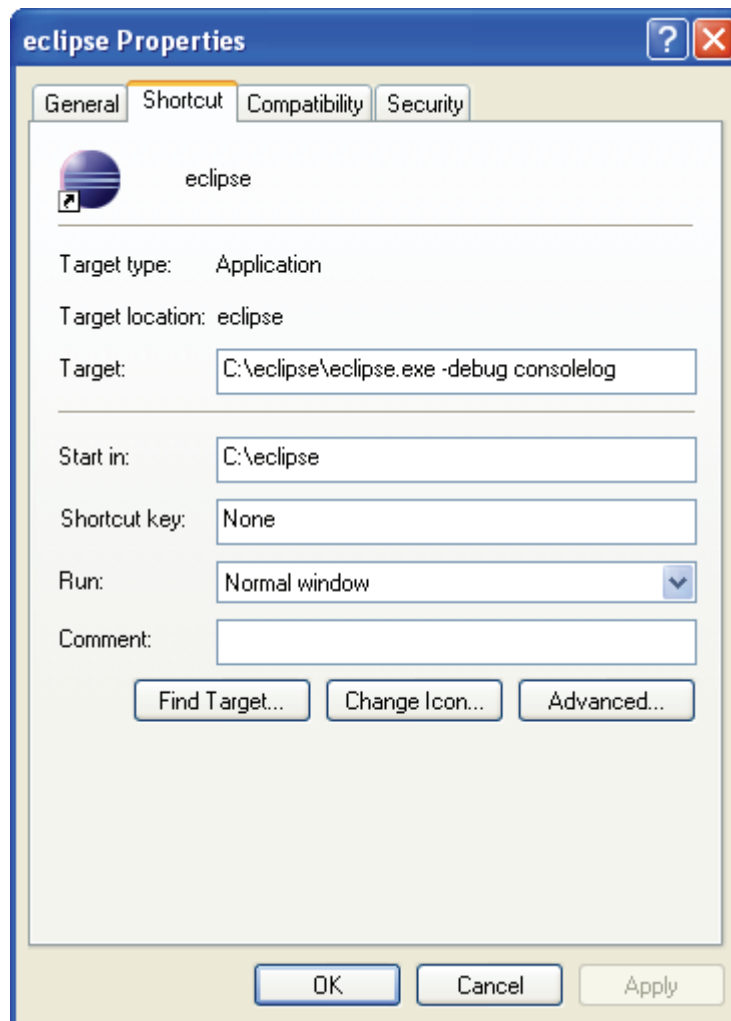 eclipse Properties
General Shortcut Compatibility Security
eclipse
Target type: Application
Target location: eclipse
Target: C:\eclipse\eclipse.exe -debug consolelog
Start in: C:\eclipse
Shortcut key: None
Run: Normal window
Comment:
Find Target... Change Icon... Advanced...
OK Cancel Apply